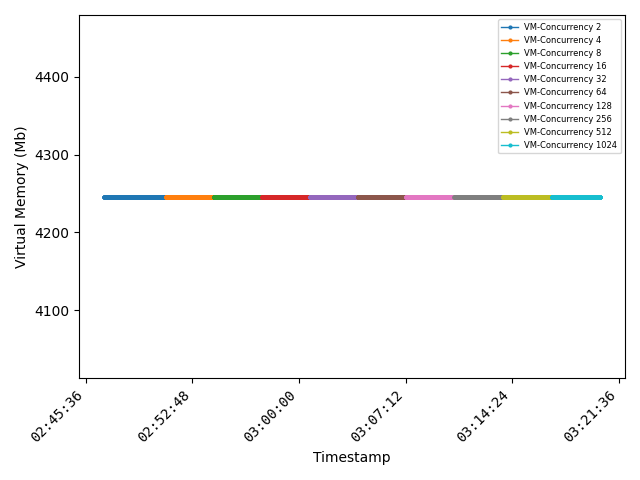 VM-Concurrency 2
VM-Concurrency 4
VM-Concurrency 8
VM-Concurrency 16
VM-Concurrency 32
VM-Concurrency 64
VM-Concurrency 128
VM-Concurrency 256
VM-Concurrency 512
VM-Concurrency 1024
4400
4300
4200
4100
Virtual Memory (Mb)
02:45:36
02:52:48
03:00:00
03:07:12
03:14:24
03:21:36
Timestamp